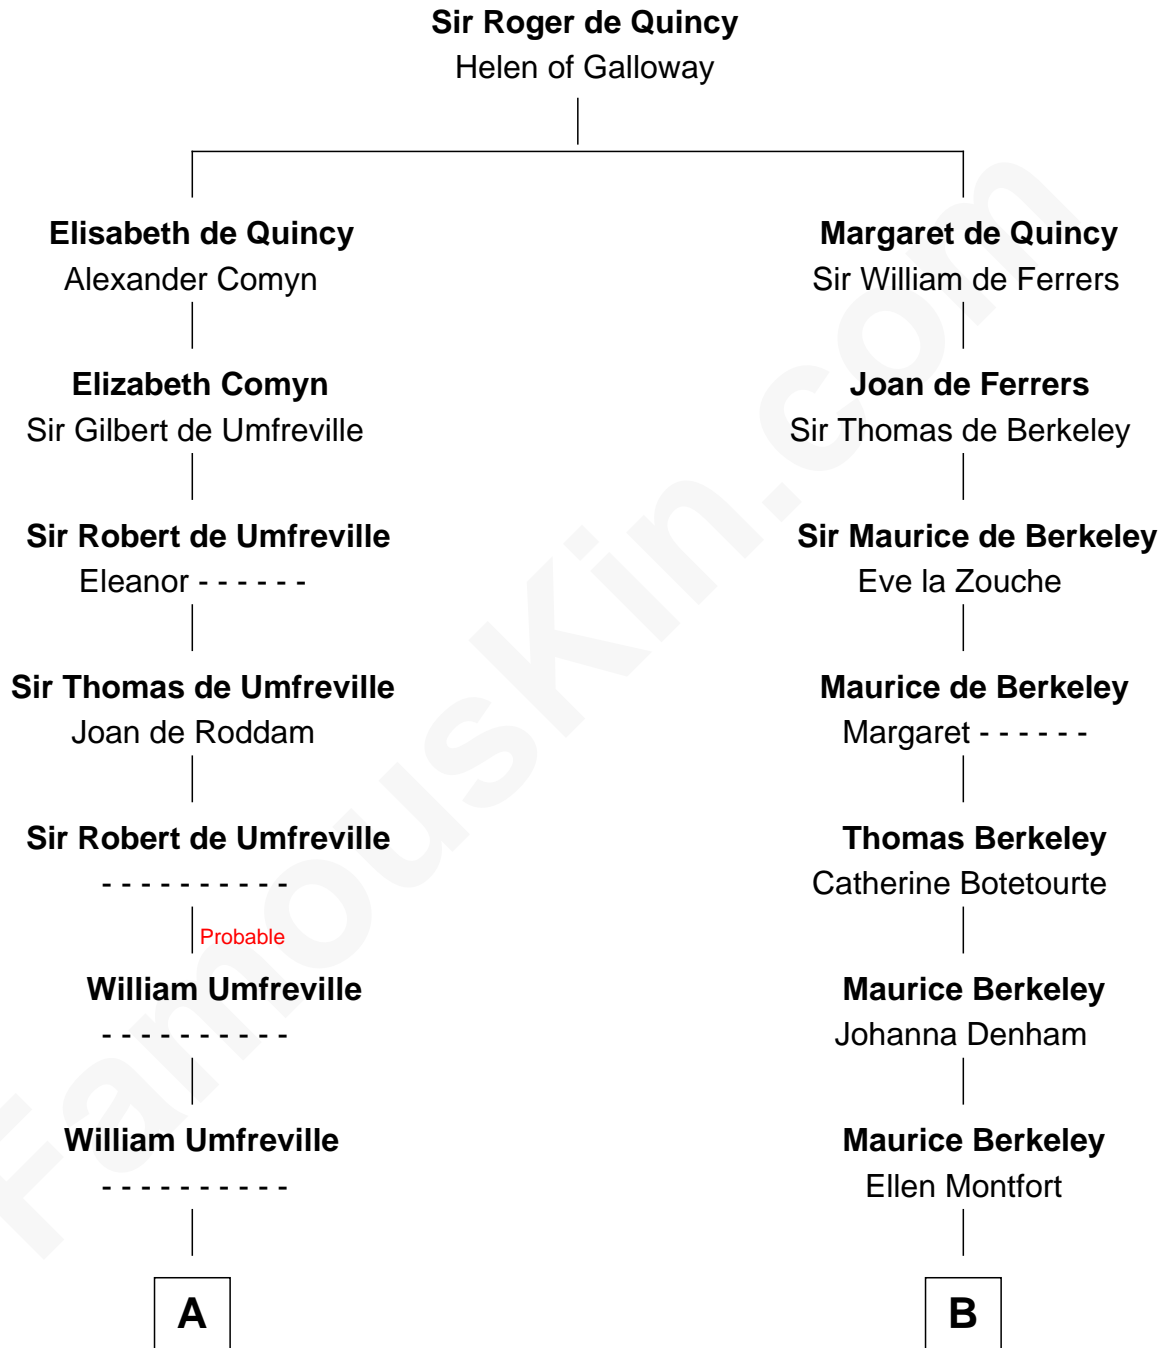 Sir Roger de Quincy
Helen of Galloway
Elisabeth de Quincy
Alexander Comyn
Margaret de Quincy
Sir William de Ferrers
Elizabeth Comyn
Sir Gilbert de Umfreville
Joan de Ferrers
Sir Thomas de Berkeley
Sir Robert de Umfreville
Eleanor - - - - - -
Sir Maurice de Berkeley
Eve la Zouche
Sir Thomas de Umfreville
Joan de Roddam
Maurice de Berkeley
Margaret - - - - - -
Sir Robert de Umfreville
- - - - - - - - - -
Thomas Berkeley
Catherine Botetourte
Probable
William Umfreville
- - - - - - - - - -
Maurice Berkeley
Johanna Denham
William Umfreville
- - - - - - - - - -
Maurice Berkeley
Ellen Montfort
A
B
FamousKin.com